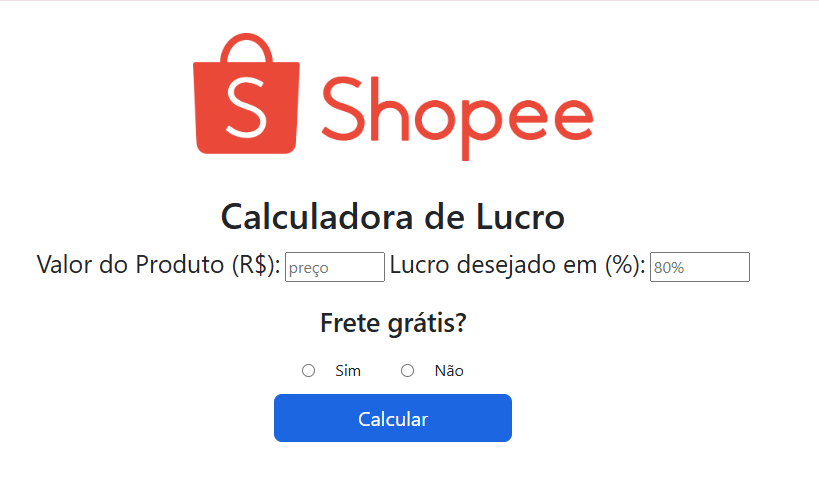 S Shopee
Calculadora de Lucro
Valor do Produto (R$): preço Lucro desejado em (%): 80%
Frete grátis?
Sim Não
Calcular